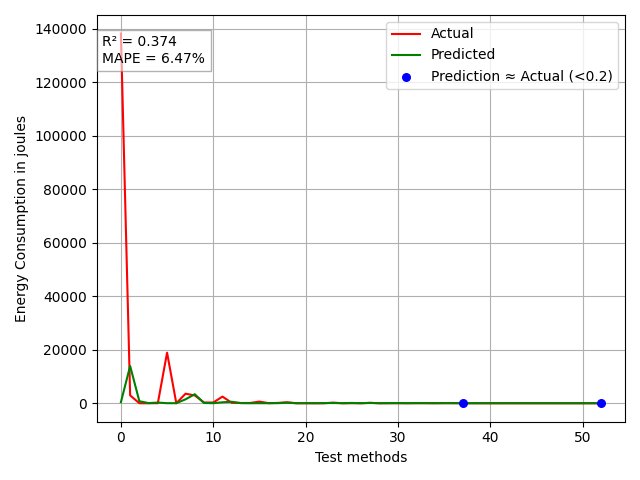 R² = 0.374
MAPE = 6.47%
Actual
Predicted
Prediction ≈ Actual (<0.2)
140000
120000
100000
80000
60000
40000
20000
0
Energy Consumption in joules
0 10 20 30 40 50
Test methods